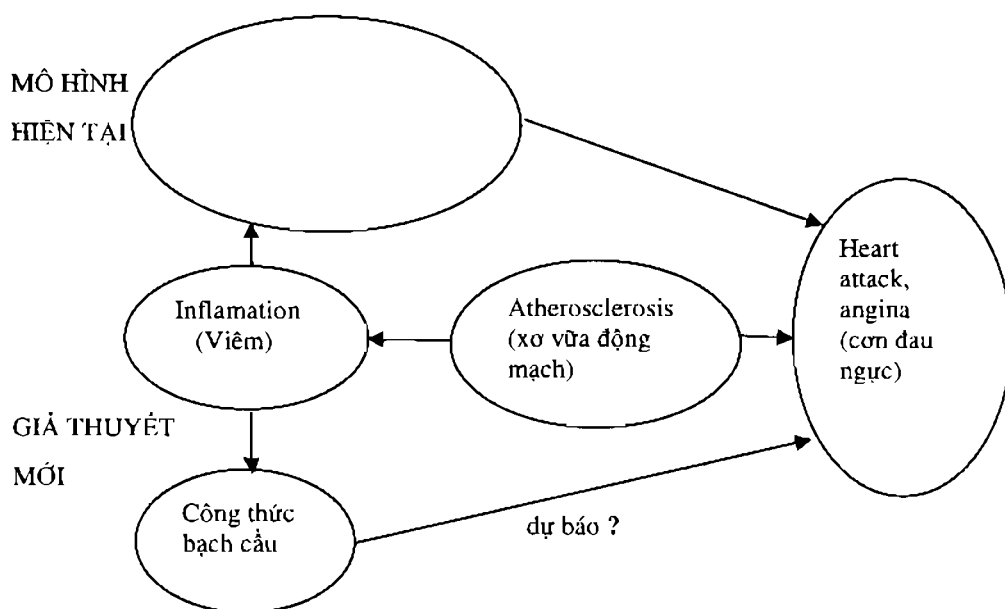 MÔ HÌNH
HIỆN TẠI
Heart
attack,
angina
(cơn đau
ngực)
Inflamation
(Viêm)
Atherosclerosis
(xơ vữa động
mạch)
GIẢ THUYẾT
MỚI
Công thức
bạch cầu
dự báo ?